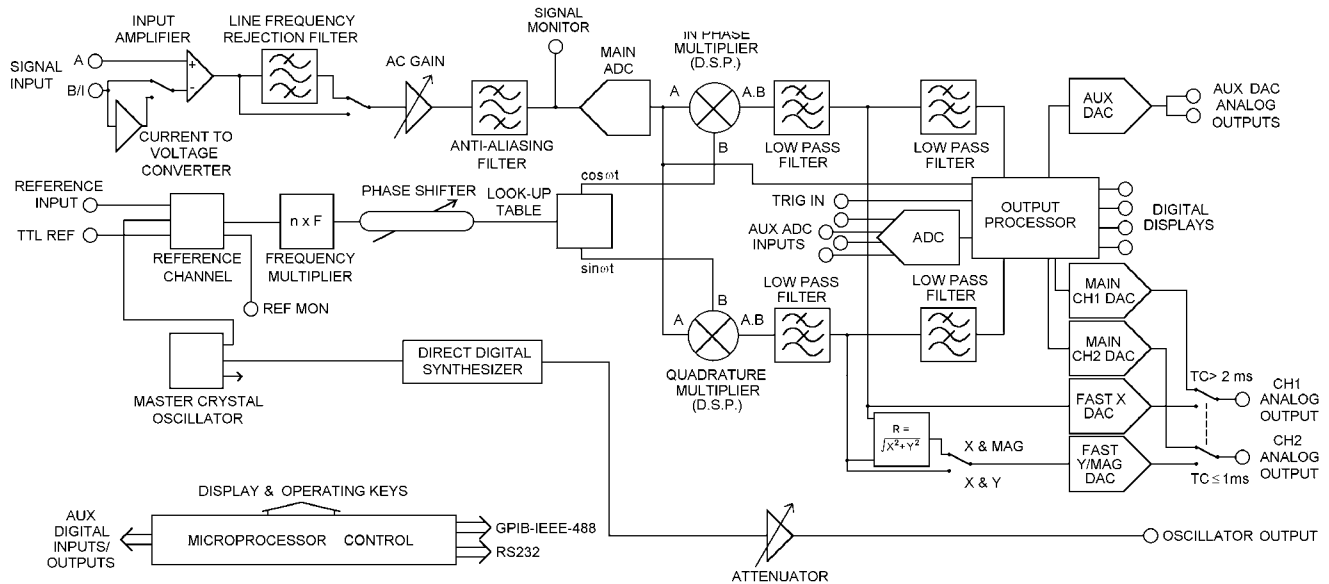 SIGNAL
MONITOR
INPUT
AMPLIFIER
LINE FREQUENCY
REJECTION FILTER
IN PHASE
MULTIPLIER
(D.S.P.)
MAIN
ADC
AC GAIN
SIGNAL
INPUT
A
B/I
+
-
A
A.B
B
AUX
DAC
AUX DAC
ANALOG
OUTPUTS
CURRENT TO
VOLTAGE
CONVERTER
ANTI-ALIASING
FILTER
LOW PASS
FILTER
LOW PASS
FILTER
REFERENCE
INPUT
TTL REF
PHASE SHIFTER
LOOK-UP
TABLE
cosωt
sinωt
n x F
REFERENCE
CHANNEL
FREQUENCY
MULTIPLIER
REF MON
TRIG IN
AUX ADC
INPUTS
ADC
OUTPUT
PROCESSOR
DIGITAL
DISPLAYS
LOW PASS
FILTER
LOW PASS
FILTER
B
A
A.B
QUADRATURE
MULTIPLIER
(D.S.P.)
MAIN
CH1 DAC
MAIN
CH2 DAC
DIRECT DIGITAL
SYNTHESIZER
MASTER CRYSTAL
OSCILLATOR
TC> 2 ms
CH1
ANALOG
OUTPUT
FAST X
DAC
R =
√X²+Y²
X & MAG
X & Y
FAST
Y/MAG
DAC
CH2
ANALOG
OUTPUT
TC ≤ 1ms
DISPLAY & OPERATING KEYS
AUX
DIGITAL
INPUTS/
OUTPUTS
MICROPROCESSOR CONTROL
GPIB-IEEE-488
RS232
ATTENUATOR
OSCILLATOR OUTPUT